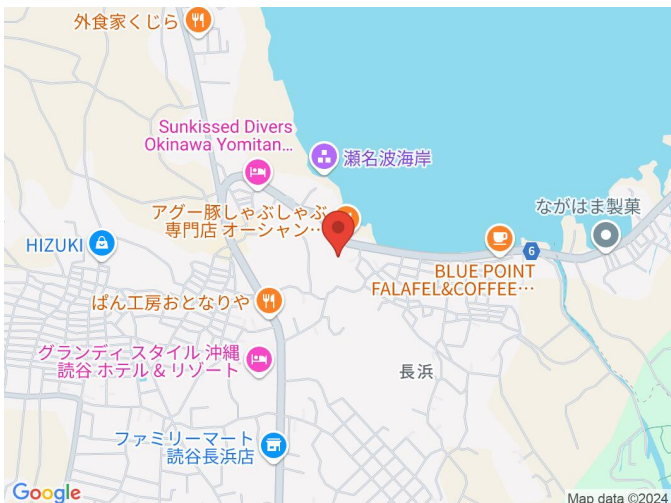 外食家くじら
Sunkissed Divers
Okinawa Yomitan...
瀬名波海岸
アグー豚しゃぶしゃぶ
専門店 オーシャン…
ながはま製菓
HIZUKI
6
BLUE POINT
FALAFEL&COFFEE…
ぱん工房おとなりや
グランディ スタイル 沖縄
読谷 ホテル & リゾート
長浜
ファミリーマート
読谷長浜店
Google
Map data ©2024